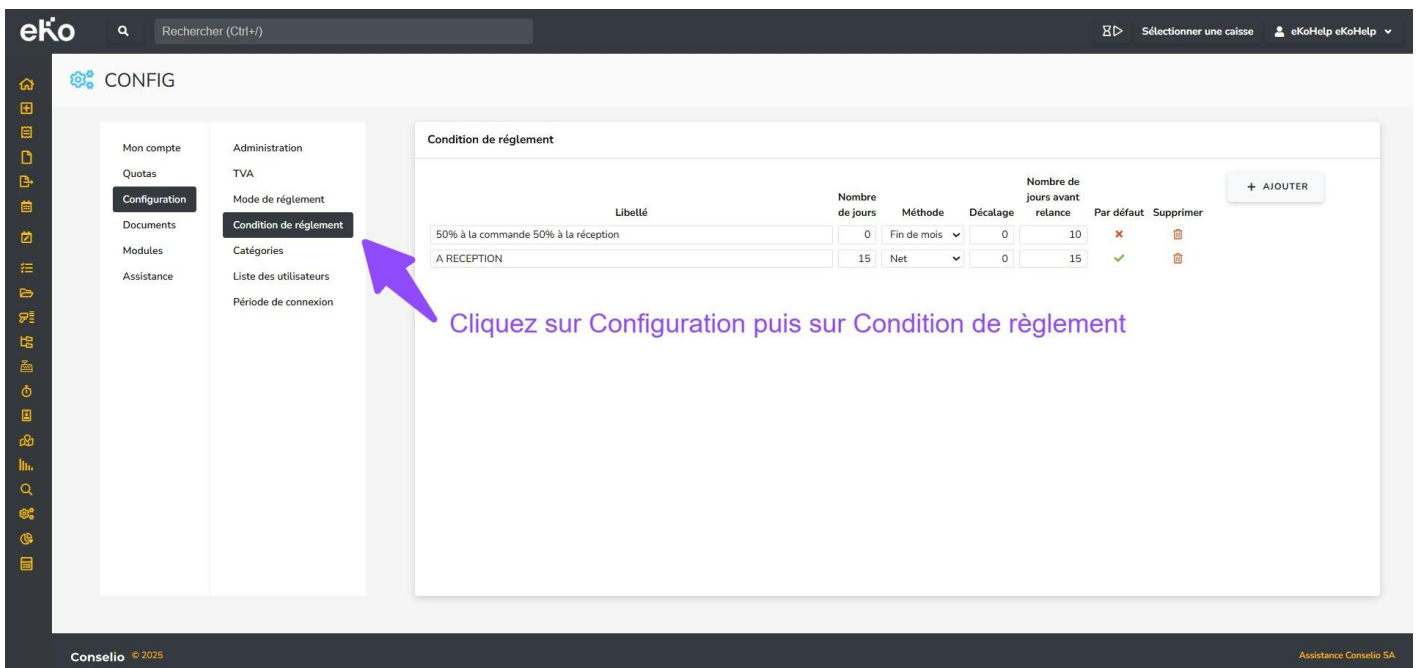 eko
Rechercher (Ctrl+/)
Sélectionner une caisse
eKoHelp eKoHelp
CONFIG
Mon compte
Quotas
Configuration
Documents
Modules
Assistance
Administration
TVA
Mode de réglement
Condition de réglement
Catégories
Liste des utilisateurs
Période de connexion
Condition de réglement
+ AJOUTER
Libellé
Nombre
de jours
Méthode
Décalage
Nombre de
jours avant
relance
Par défaut
Supprimer
50% à la commande 50% à la réception 0 Fin de mois 0 10
A RECEPTION 15 Net 0 15
Cliquez sur Configuration puis sur Condition de règlement
Conselio © 2025
Assistance Conselio SA